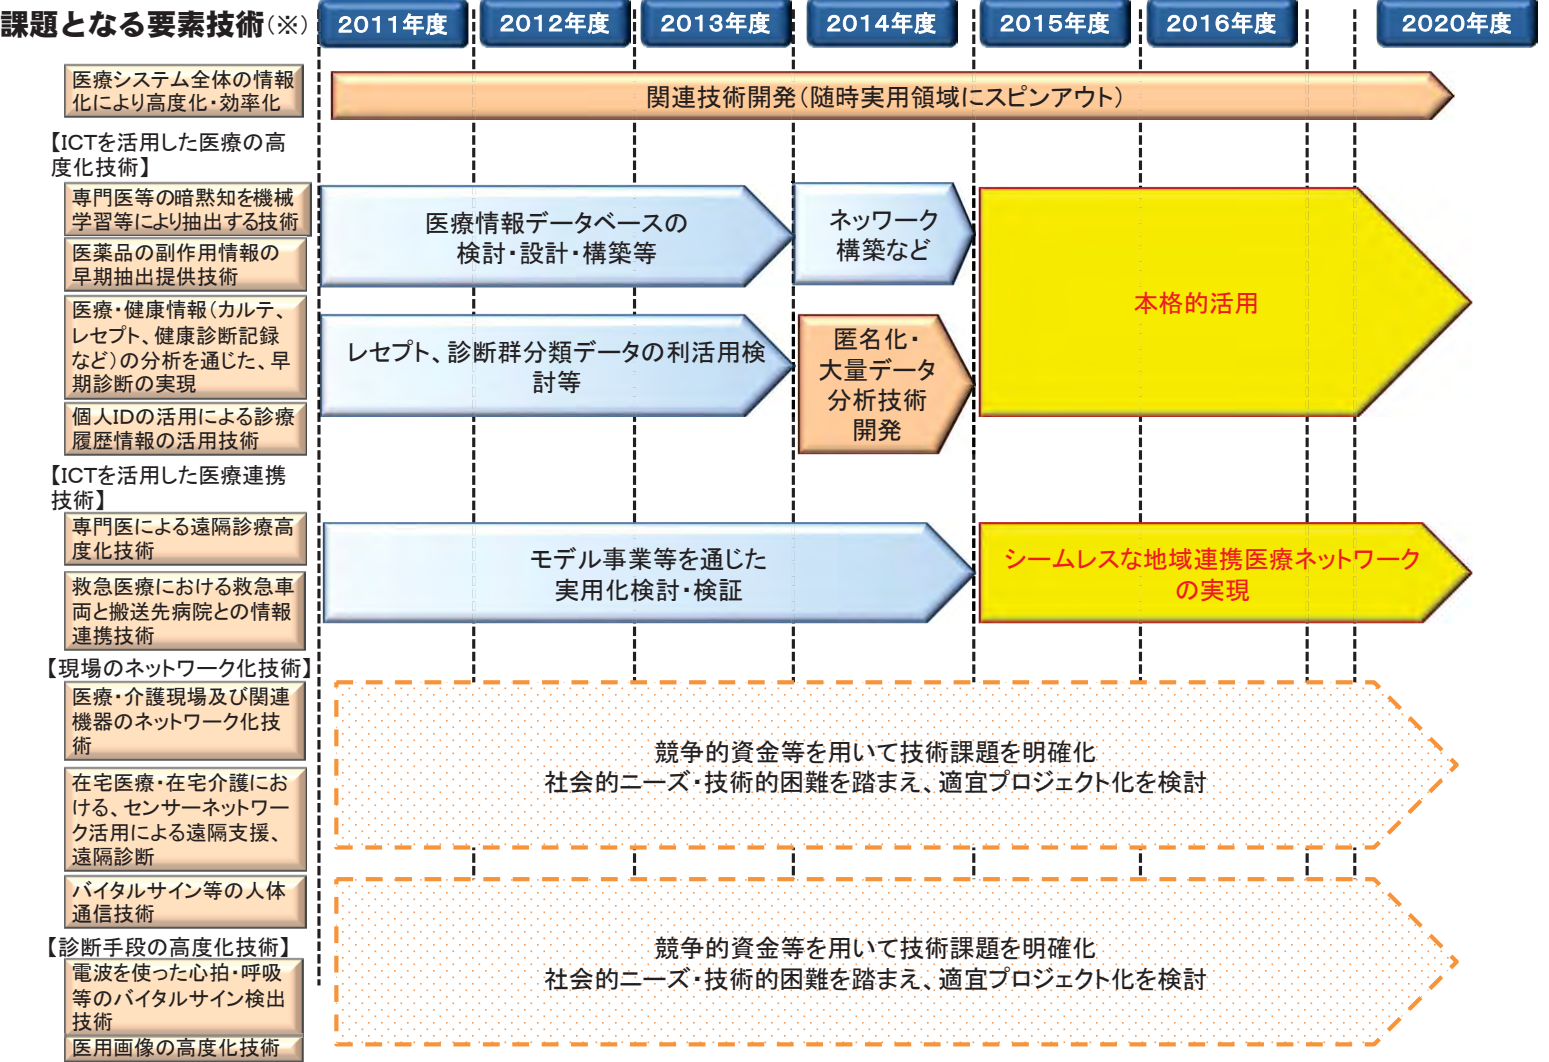 課題となる要素技術(※)
2011年度
2012年度
2013年度
2014年度
2015年度
2016年度
2020年度
医療システム全体の情報
化により高度化・効率化
関連技術開発(随時実用領域にスピンアウト)
【ICTを活用した医療の高
度化技術】
専門医等の暗黙知を機械
学習等により抽出する技術
医薬品の副作用情報の
早期抽出提供技術
医療・健康情報(カルテ、
レセプト、健康診断記録
など)の分析を通じた、早
期診断の実現
個人IDの活用による診療
履歴情報の活用技術
医療情報データベースの
検討・設計・構築等
ネッワーク
構築など
レセプト、診断群分類データの利活用検
討等
匿名化・
大量データ
分析技術
開発
本格的活用
【ICTを活用した医療連携
技術】
専門医による遠隔診療高
度化技術
救急医療における救急車
両と搬送先病院との情報
連携技術
モデル事業等を通じた
実用化検討・検証
シームレスな地域連携医療ネットワーク
の実現
【現場のネットワーク化技術】
医療・介護現場及び関連
機器のネットワーク化技
術
在宅医療・在宅介護にお
ける、センサーネットワー
ク活用による遠隔支援、
遠隔診断
バイタルサイン等の人体
通信技術
競争的資金等を用いて技術課題を明確化
社会的ニーズ・技術的困難を踏まえ、適宜プロジェクト化を検討
【診断手段の高度化技術】
電波を使った心拍・呼吸
等のバイタルサイン検出
技術
医用画像の高度化技術
競争的資金等を用いて技術課題を明確化
社会的ニーズ・技術的困難を踏まえ、適宜プロジェクト化を検討